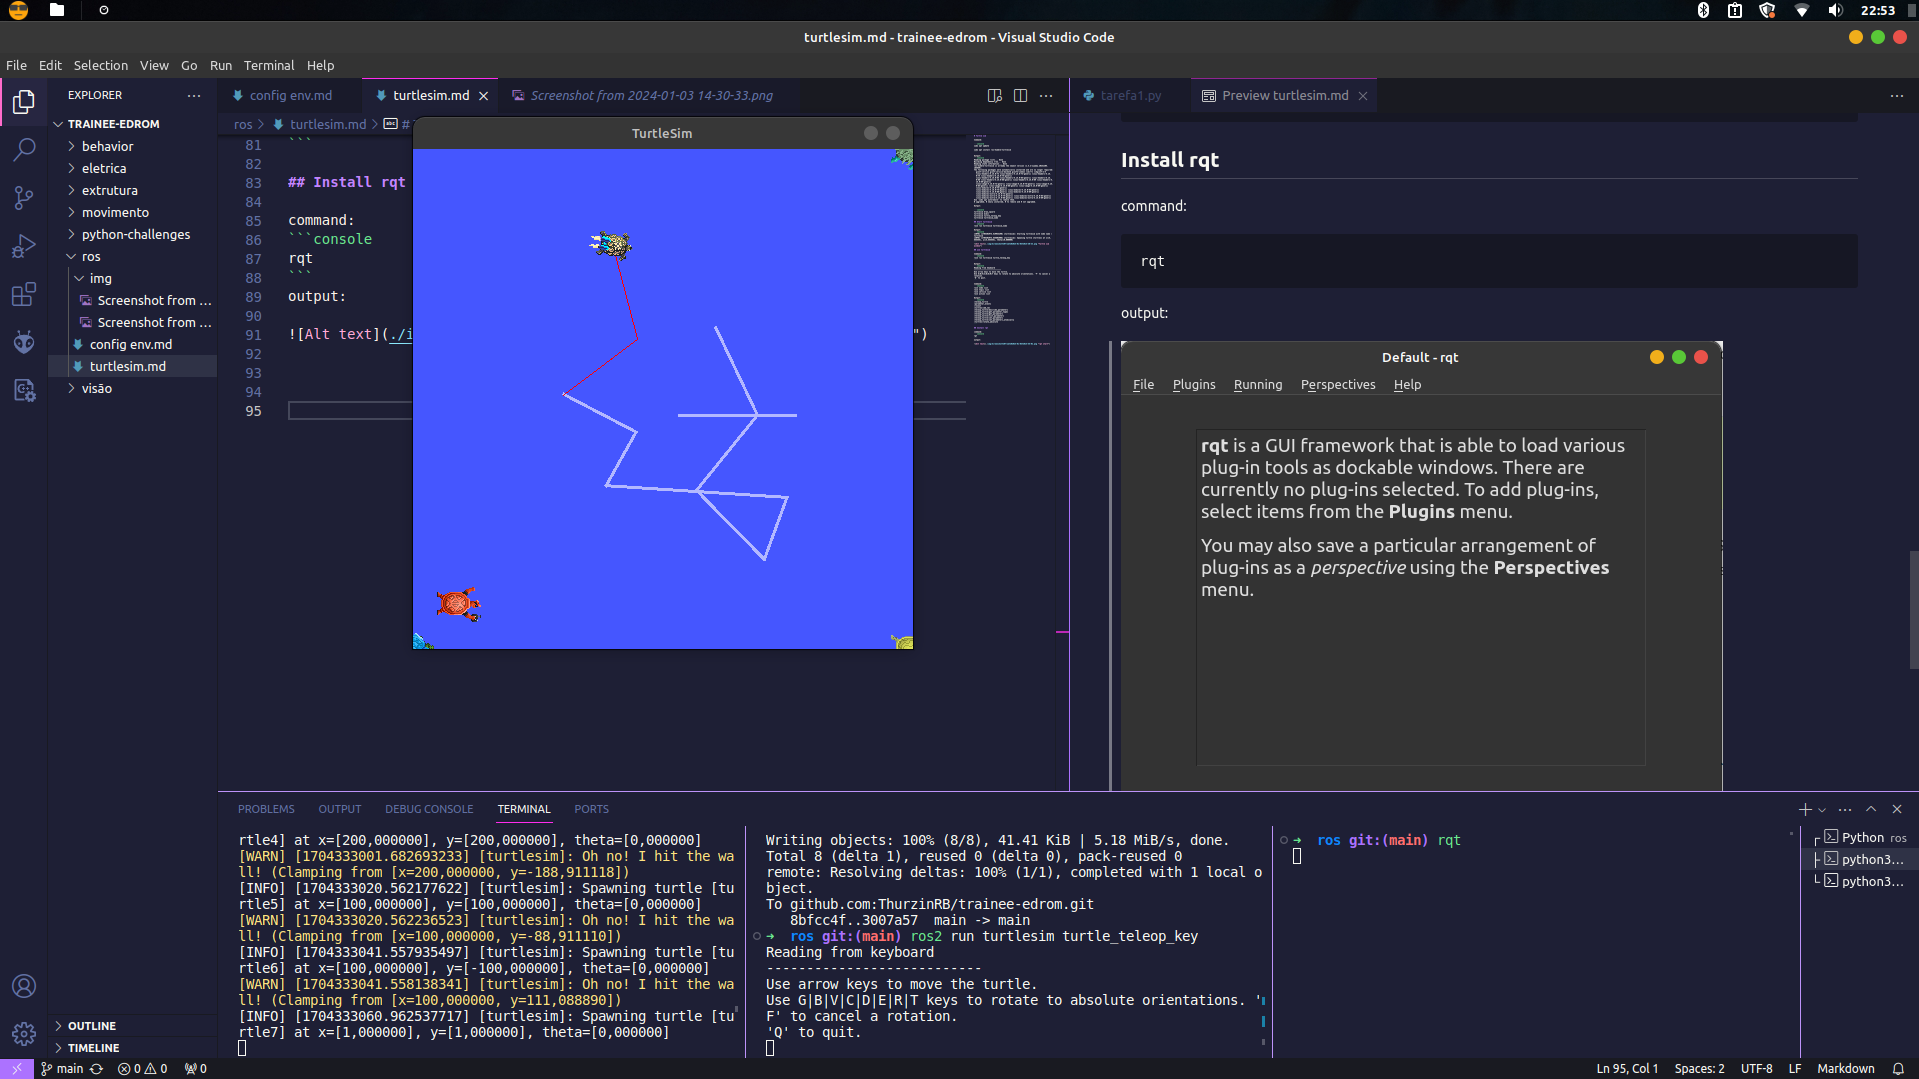 22:53
turtlesim.md - trainee-edrom - Visual Studio Code
File Edit Selection View Go Run Terminal Help
EXPLORER
TRAINEE-EDROM
behavior
eletrica
extrutura
movimento
python-challenges
ros
img
Screenshot from ...
Screenshot from ...
config env.md
turtlesim.md
visão
OUTLINE
TIMELINE
config env.md
turtlesim.md
Screenshot from 2024-01-03 14-30-33.png
ros > turtlesim.md > abc #
81 ```
82
83 ## Install rqt
84
85 command:
86 ```console
87 rqt
88 ```
89 output:
90
91 ![Alt text](./i
")
92
93
94
95
TurtleSim
tarefa1.py
Preview turtlesim.md
Install rqt
command:
rqt
output:
Default - rqt
File Plugins Running Perspectives Help
rqt is a GUI framework that is able to load various
plug-in tools as dockable windows. There are
currently no plug-ins selected. To add plug-ins,
select items from the Plugins menu.
You may also save a particular arrangement of
plug-ins as a perspective using the Perspectives
menu.
PROBLEMS OUTPUT DEBUG CONSOLE TERMINAL PORTS
rtle4] at x=[200,000000], y=[200,000000], theta=[0,000000]
[WARN] [1704333001.682693233] [turtlesim]: Oh no! I hit the wa
ll! (Clamping from [x=200,000000, y=-188,911118])
[INFO] [1704333020.562177622] [turtlesim]: Spawning turtle [tu
rtle5] at x=[100,000000], y=[100,000000], theta=[0,000000]
[WARN] [1704333020.562236523] [turtlesim]: Oh no! I hit the wa
ll! (Clamping from [x=100,000000, y=-88,911110])
[INFO] [1704333041.557935497] [turtlesim]: Spawning turtle [tu
rtle6] at x=[100,000000], y=[-100,000000], theta=[0,000000]
[WARN] [1704333041.558138341] [turtlesim]: Oh no! I hit the wa
ll! (Clamping from [x=100,000000, y=111,088890])
[INFO] [1704333060.962537717] [turtlesim]: Spawning turtle [tu
rtle7] at x=[1,000000], y=[1,000000], theta=[0,000000]
Writing objects: 100% (8/8), 41.41 KiB | 5.18 MiB/s, done.
Total 8 (delta 1), reused 0 (delta 0), pack-reused 0
remote: Resolving deltas: 100% (1/1), completed with 1 local o
bject.
To github.com:ThurzinRB/trainee-edrom.git
8bfcc4f..3007a57 main -> main
➜ ros git:(main) ros2 run turtlesim turtle_teleop_key
Reading from keyboard
---------------------------
Use arrow keys to move the turtle.
Use G|B|V|C|D|E|R|T keys to rotate to absolute orientations. '
F' to cancel a rotation.
'Q' to quit.
➜ ros git:(main) rqt
Python ros
python3...
python3...
main 0 0 0
Ln 95, Col 1 Spaces: 2 UTF-8 LF Markdown